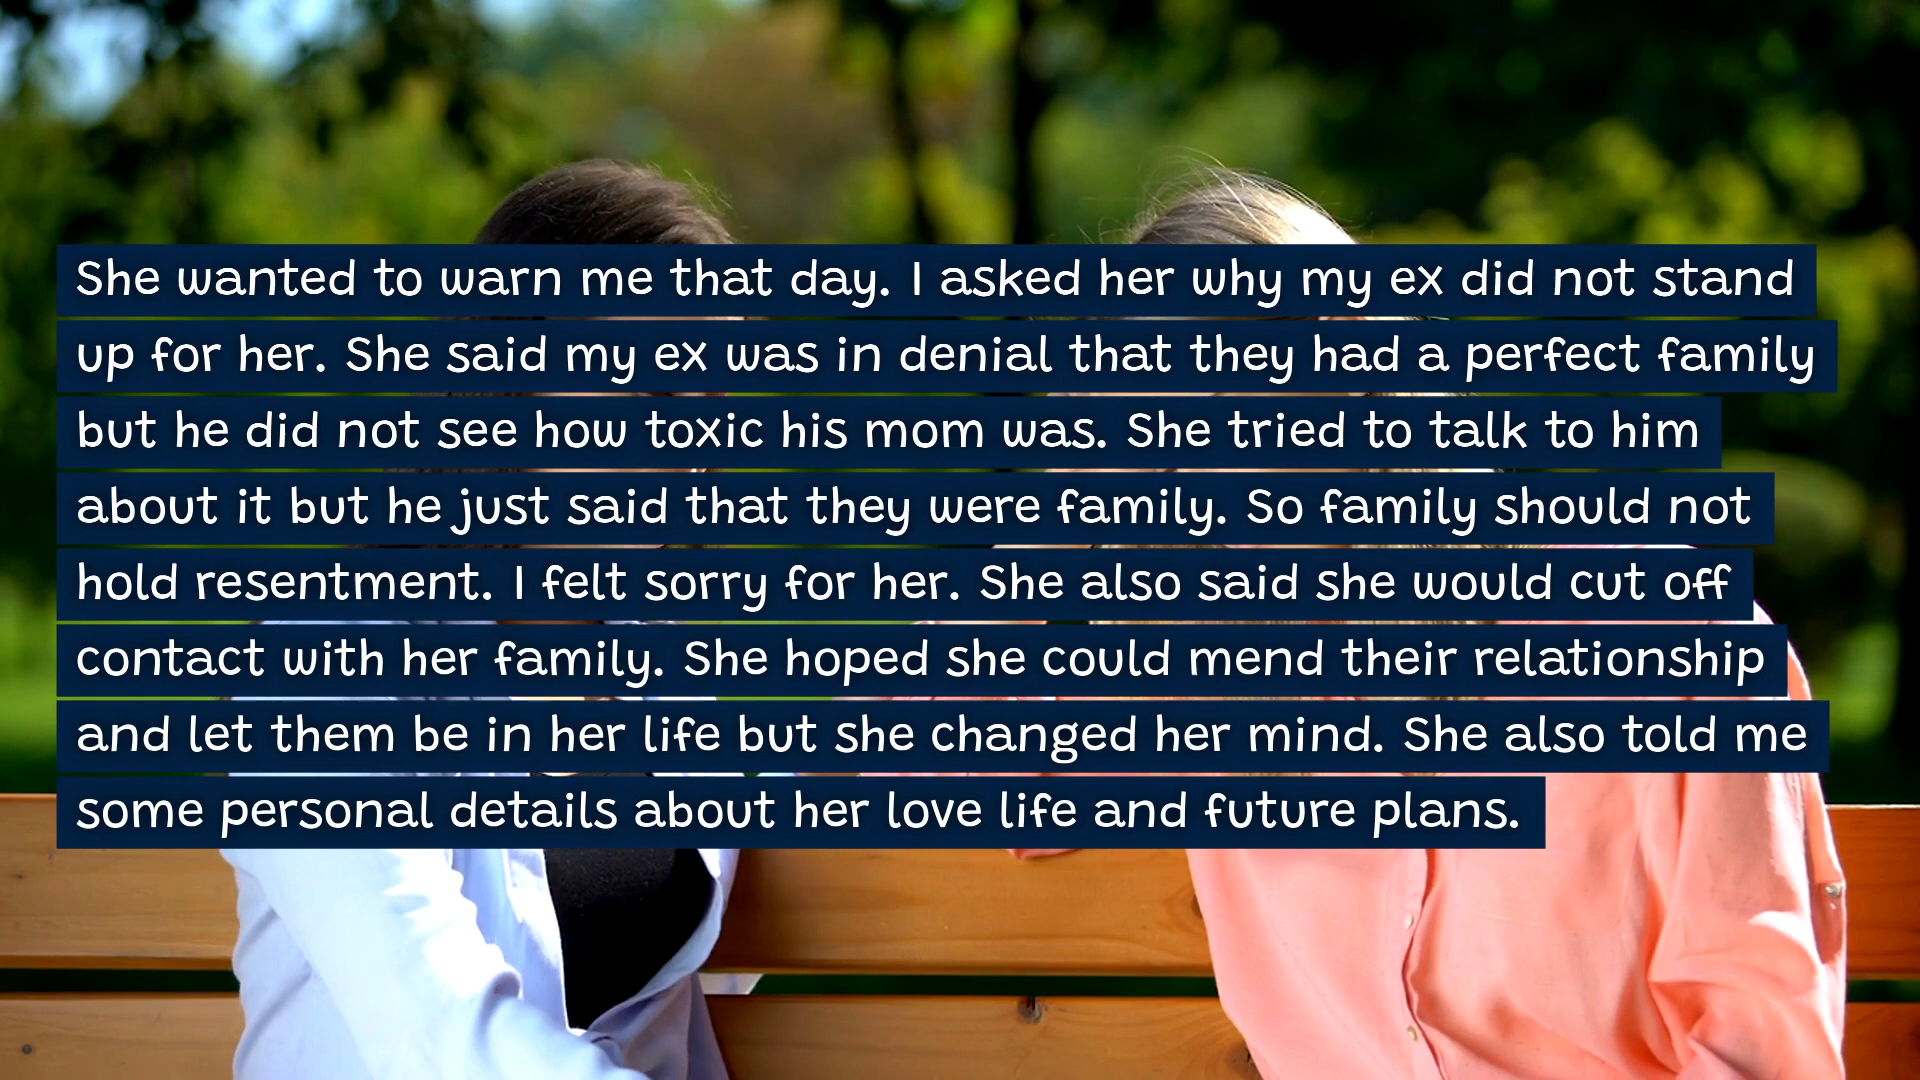 She wanted to warn me that day. I asked her why my ex did not stand
up for her. She said my ex was in denial that they had a perfect family
but he did not see how toxic his mom was. She tried to talk to him
about it but he just said that they were family. So family should not
hold resentment. I felt sorry for her. She also said she would cut off
contact with her family. She hoped she could mend their relationship
and let them be in her life but she changed her mind. She also told me
some personal details about her love life and future plans.